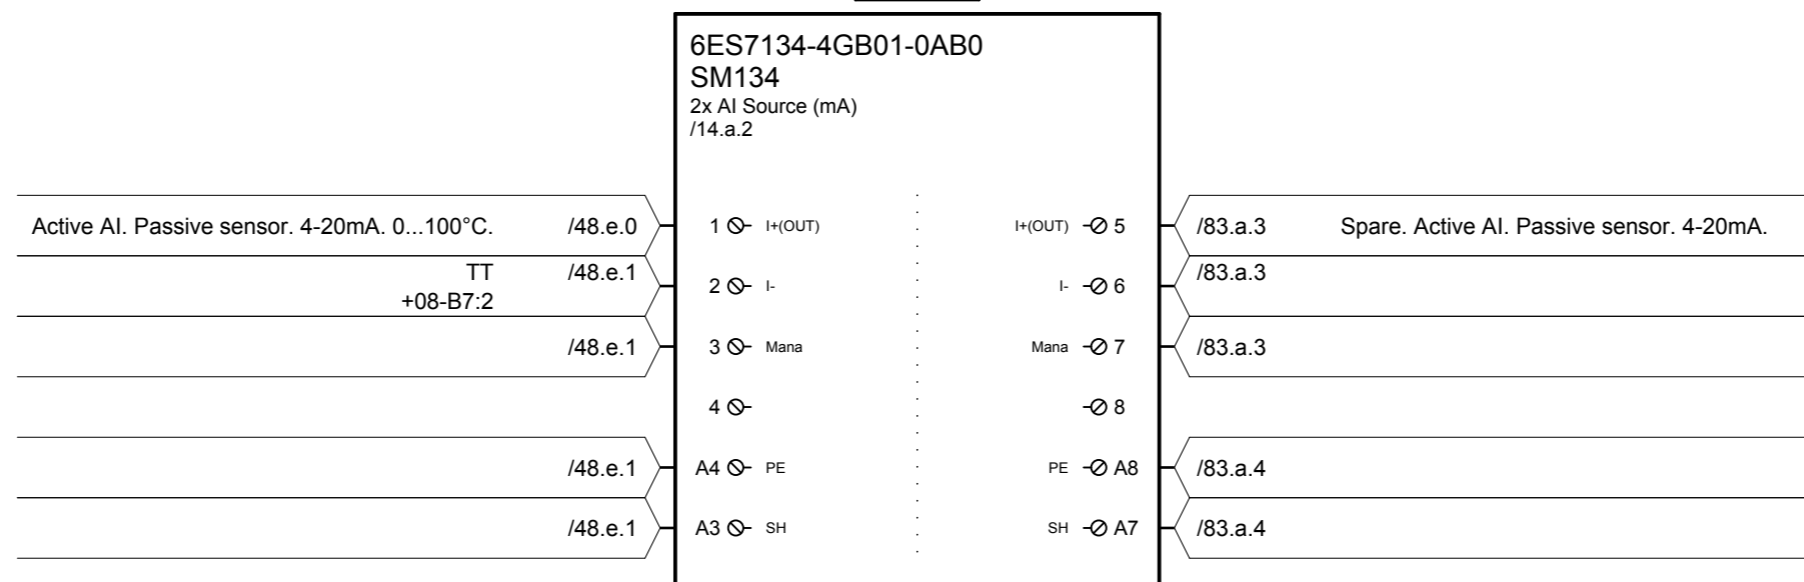 6ES7134-4GB01-0AB0
SM134
2x AI Source (mA)
/14.a.2
Active AI. Passive sensor. 4-20mA. 0...100°C. /48.e.0 1 I+(OUT) I+(OUT) 5 /83.a.3 Spare. Active AI. Passive sensor. 4-20mA.
TT /48.e.1 2 I- I- 6 /83.a.3
+08-B7:2
/48.e.1 3 Mana Mana 7 /83.a.3
4 8
/48.e.1 A4 PE PE A8 /83.a.4
/48.e.1 A3 SH SH A7 /83.a.4